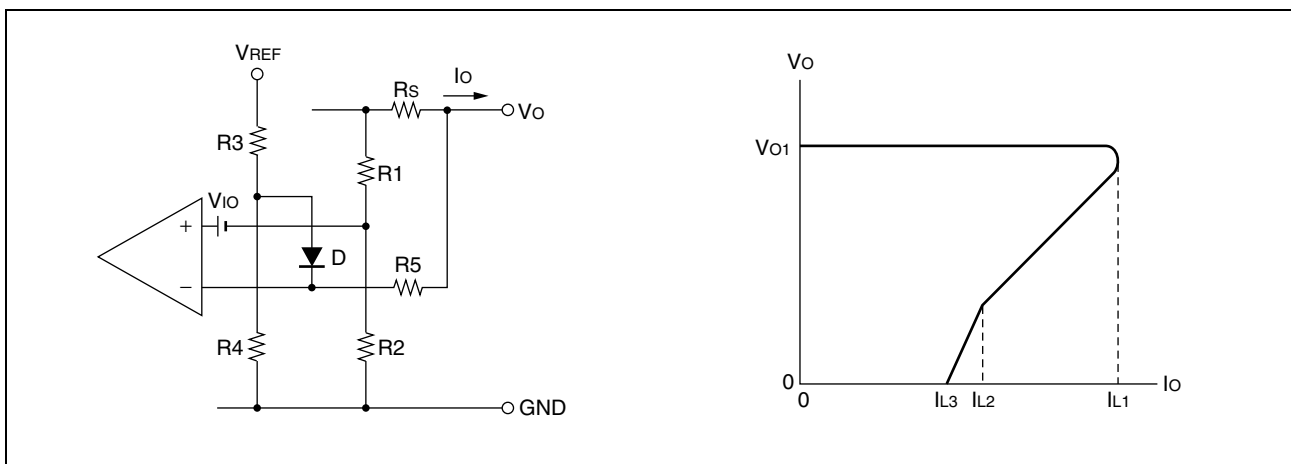 VREF
IO
RS
VO
R3
R1
VIO
+
D
R5
−
R4
R2
GND
VO
VO1
0
0
IL3
IL2
IL1
IO